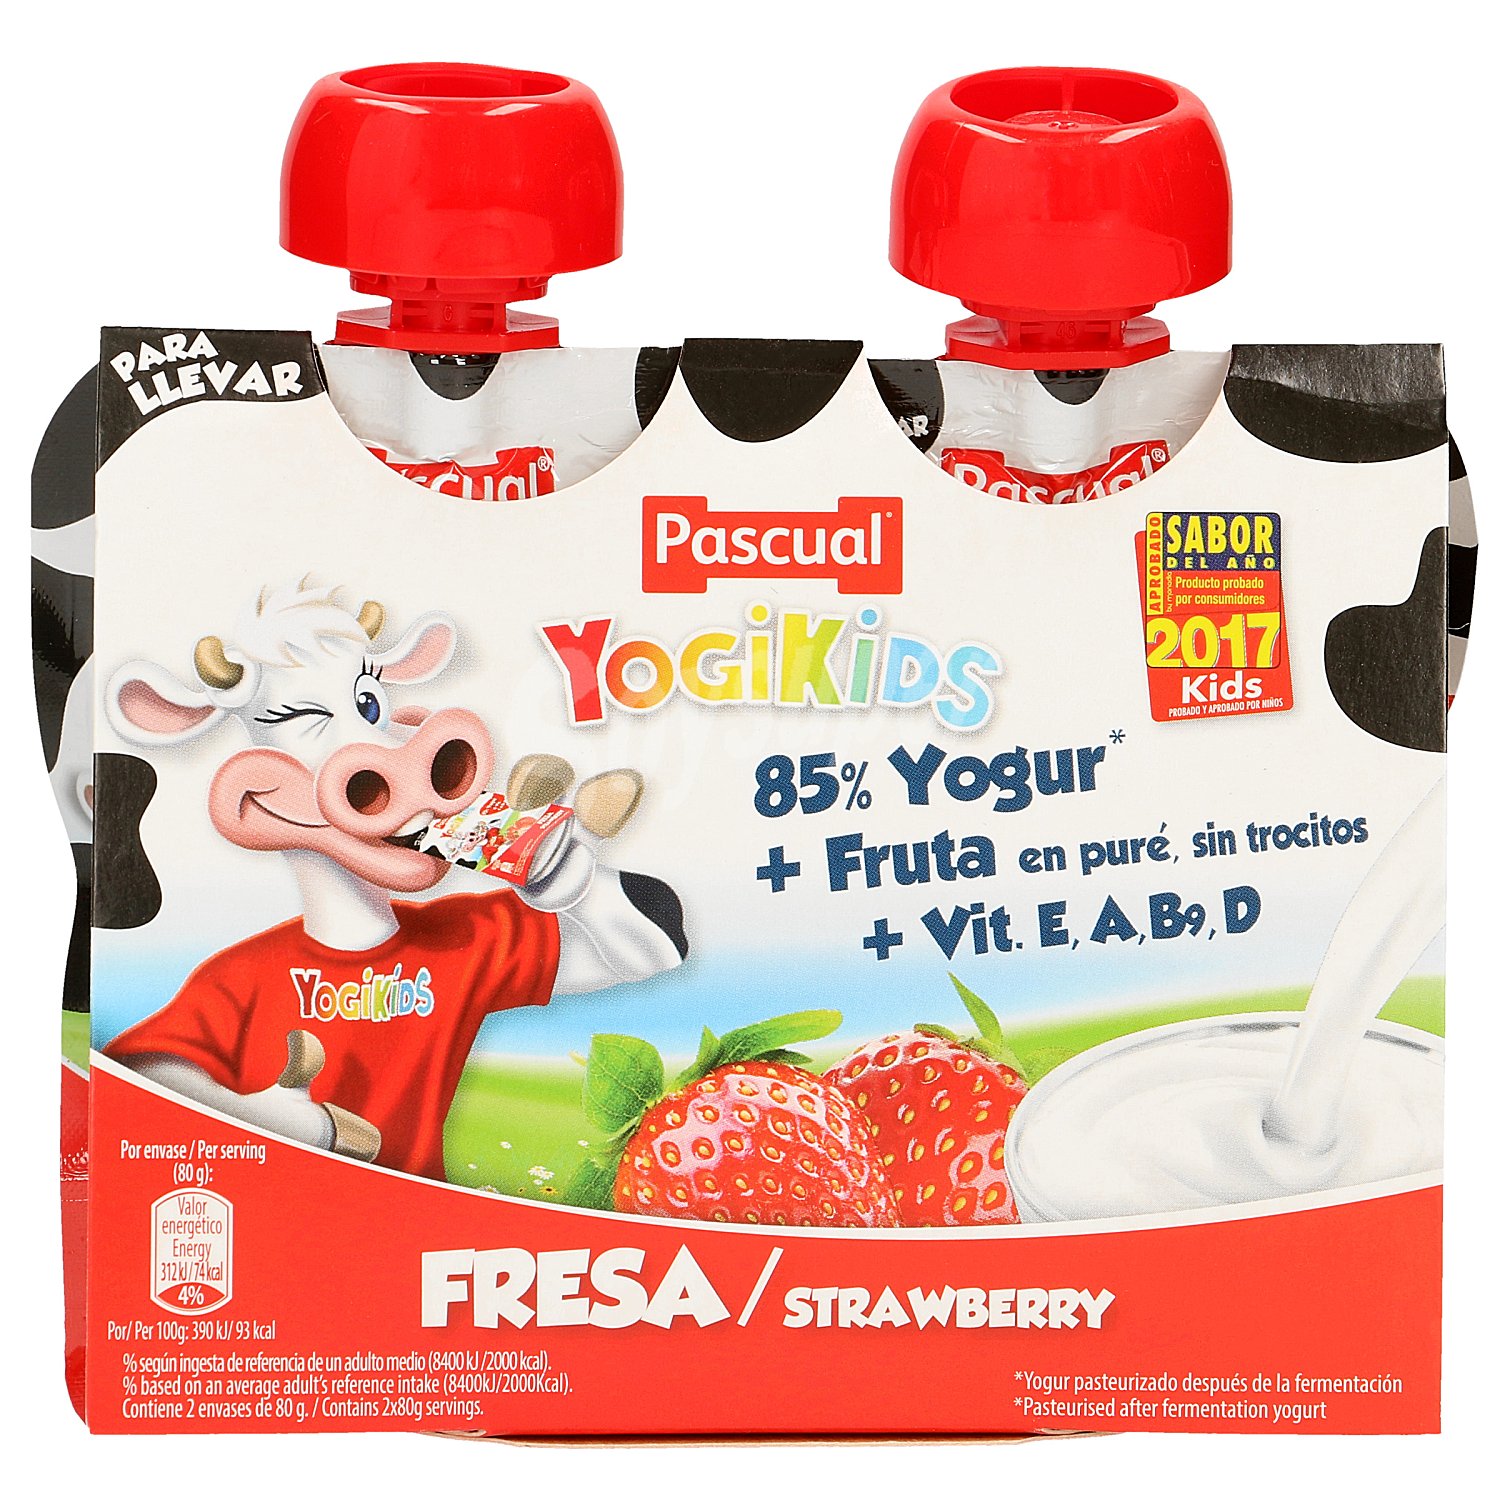 PARA
LLEVAR
Pascual®
AR
Pascual®
Pascual®
YOGiKiDS
APROBADO
SABOR
DEL AÑO
Producto probado
por consumidores
2017
Kids
PROBADO Y APROBADO POR NIÑOS
85% Yogur*
+ Fruta en puré, sin trocitos
+ Vit. E, A, B9, D
YOGiKiDS
YOGiKiDS
Por envase / Per serving
(80 g):
Valor
energético
Energy
312 kJ / 74 kcal
4%
Por/ Per 100g: 390 kJ/ 93 kcal
FRESA / STRAWBERRY
% según ingesta de referencia de un adulto medio (8400 kJ /2000 kcal).
% based on an average adult's reference intake (8400kJ/2000Kcal).
Contiene 2 envases de 80 g. / Contains 2x80g servings.
*Yogur pasteurizado después de la fermentación
*Pasteurised after fermentation yogurt